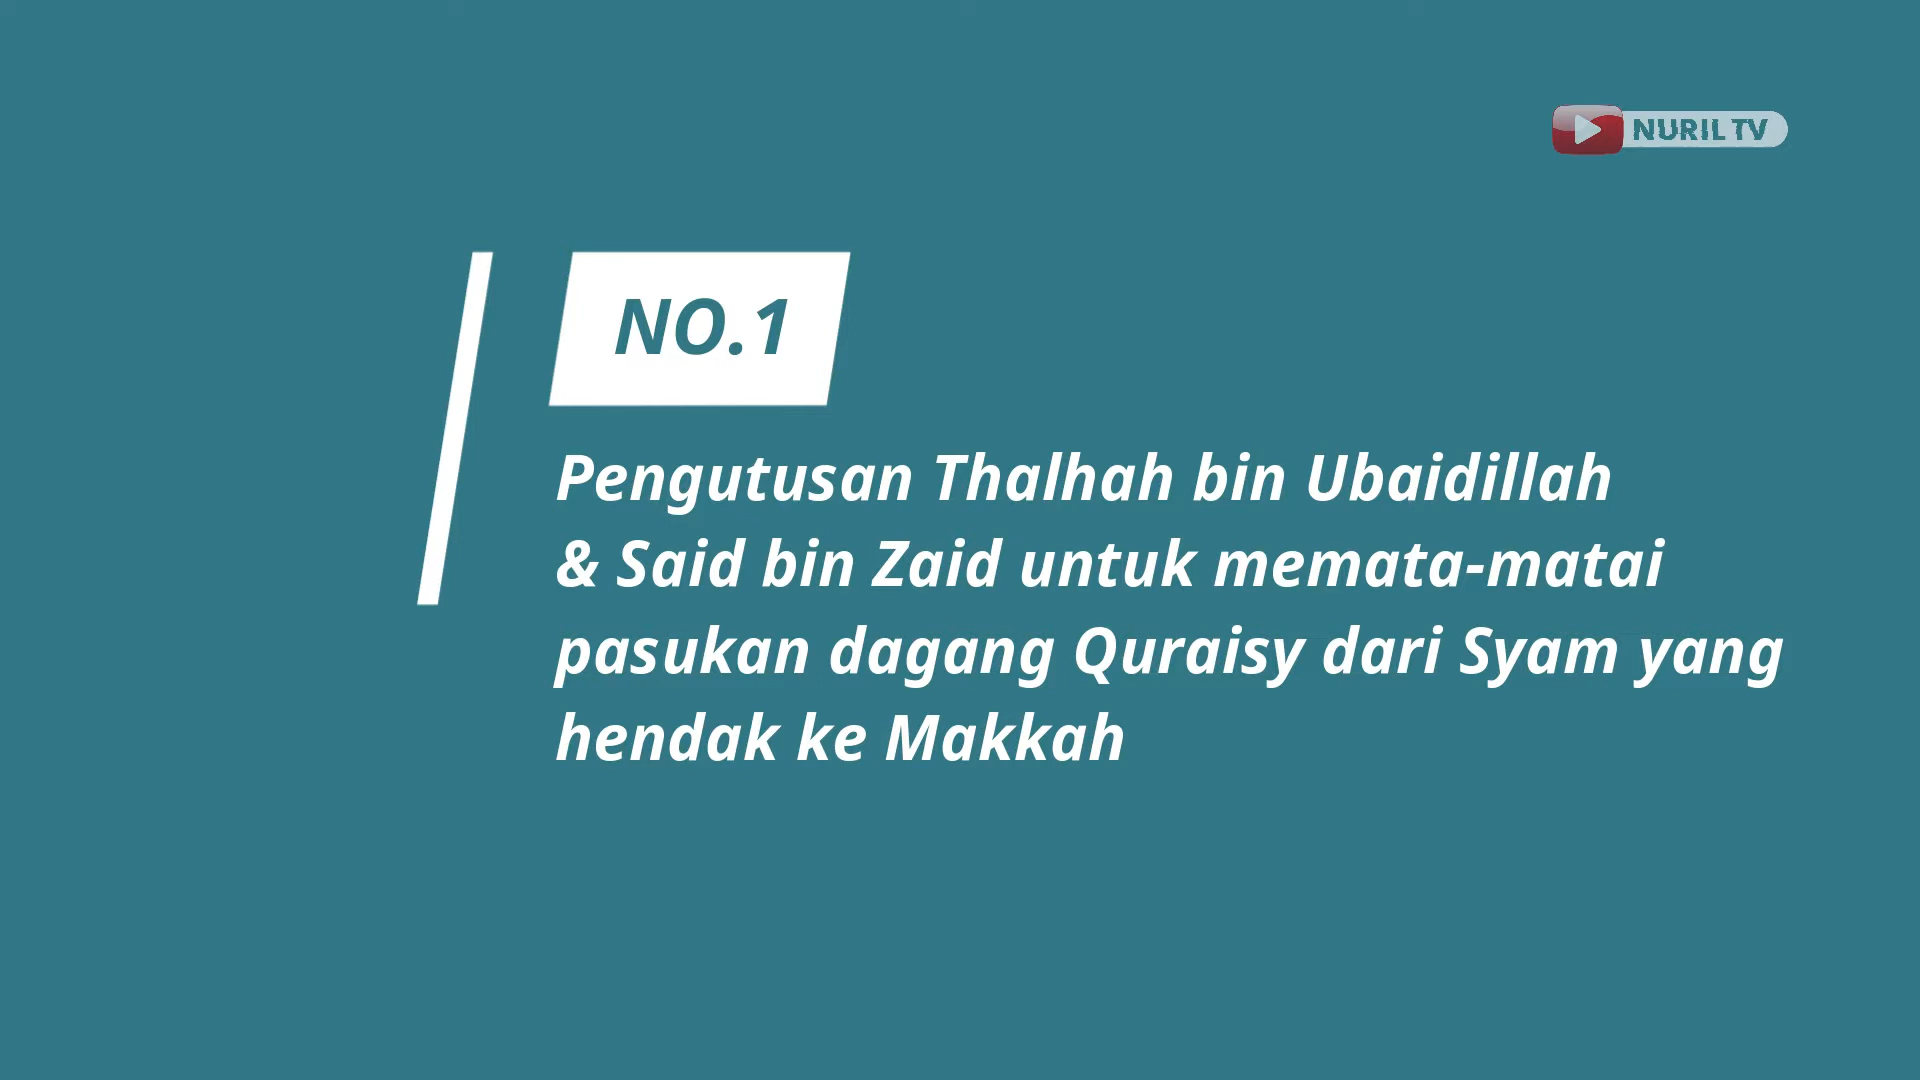 NURIL TV
NO.1
Pengutusan Thalhah bin Ubaidillah
& Said bin Zaid untuk memata-matai
pasukan dagang Quraisy dari Syam yang
hendak ke Makkah